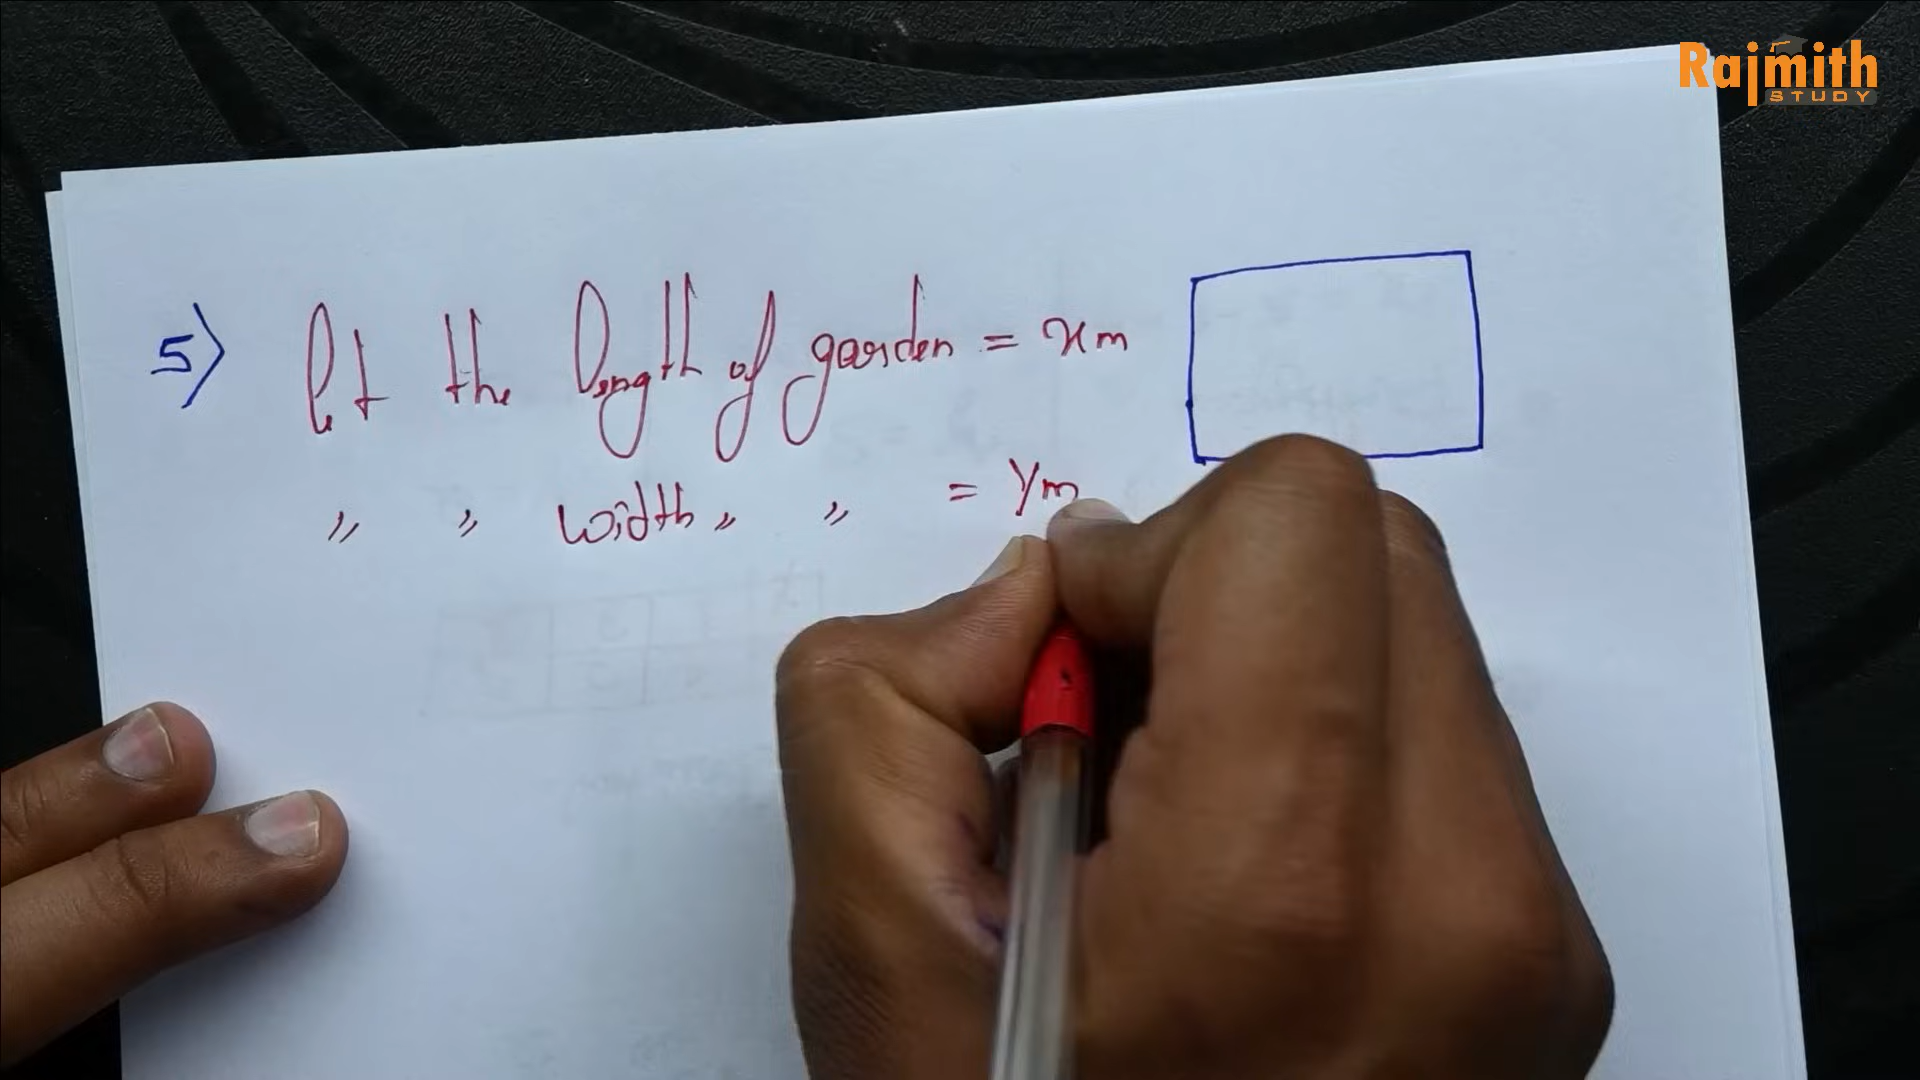 Rajmith
STUDY
5) let the length of garden = x m
〃 〃 width 〃 〃 = y m